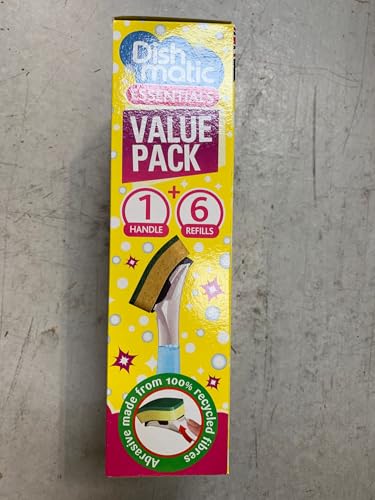 Dish
matic
ESSENTIALS
VALUE
PACK
1
HANDLE
+
6
REFILLS
Abrasive made from 100% recycled fibres